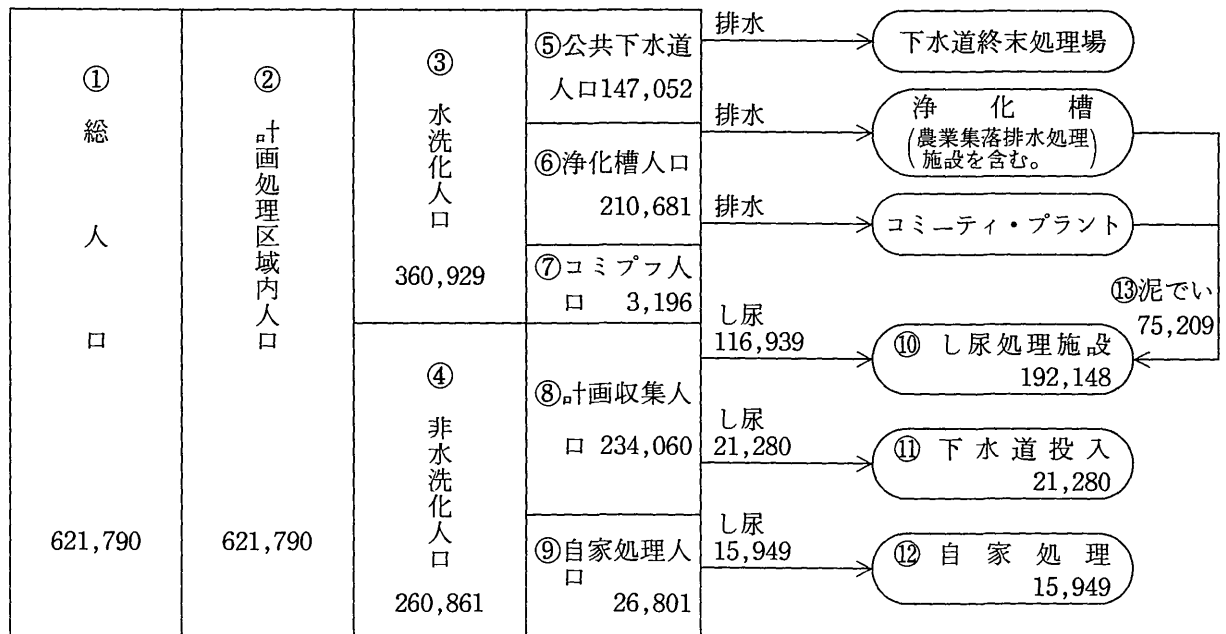 ①
総人口
621,790
②
計画処理区域内人口
621,790
③
水洗化人口
360,929
④
非水洗化人口
260,861
⑤公共下水道
人口147,052
⑥浄化槽人口
210,681
⑦コミプラ人
口 3,196
⑧計画収集人
口 234,060
⑨自家処理人
口
26,801
排水
下水道終末処理場
排水
浄化槽
(農業集落排水処理
施設を含む。)
排水
コミーティ・プラント
⑬泥でい
75,209
し尿
116,939
⑩ し尿処理施設
192,148
し尿
21,280
⑪ 下水道投入
21,280
し尿
15,949
⑫ 自家処理
15,949